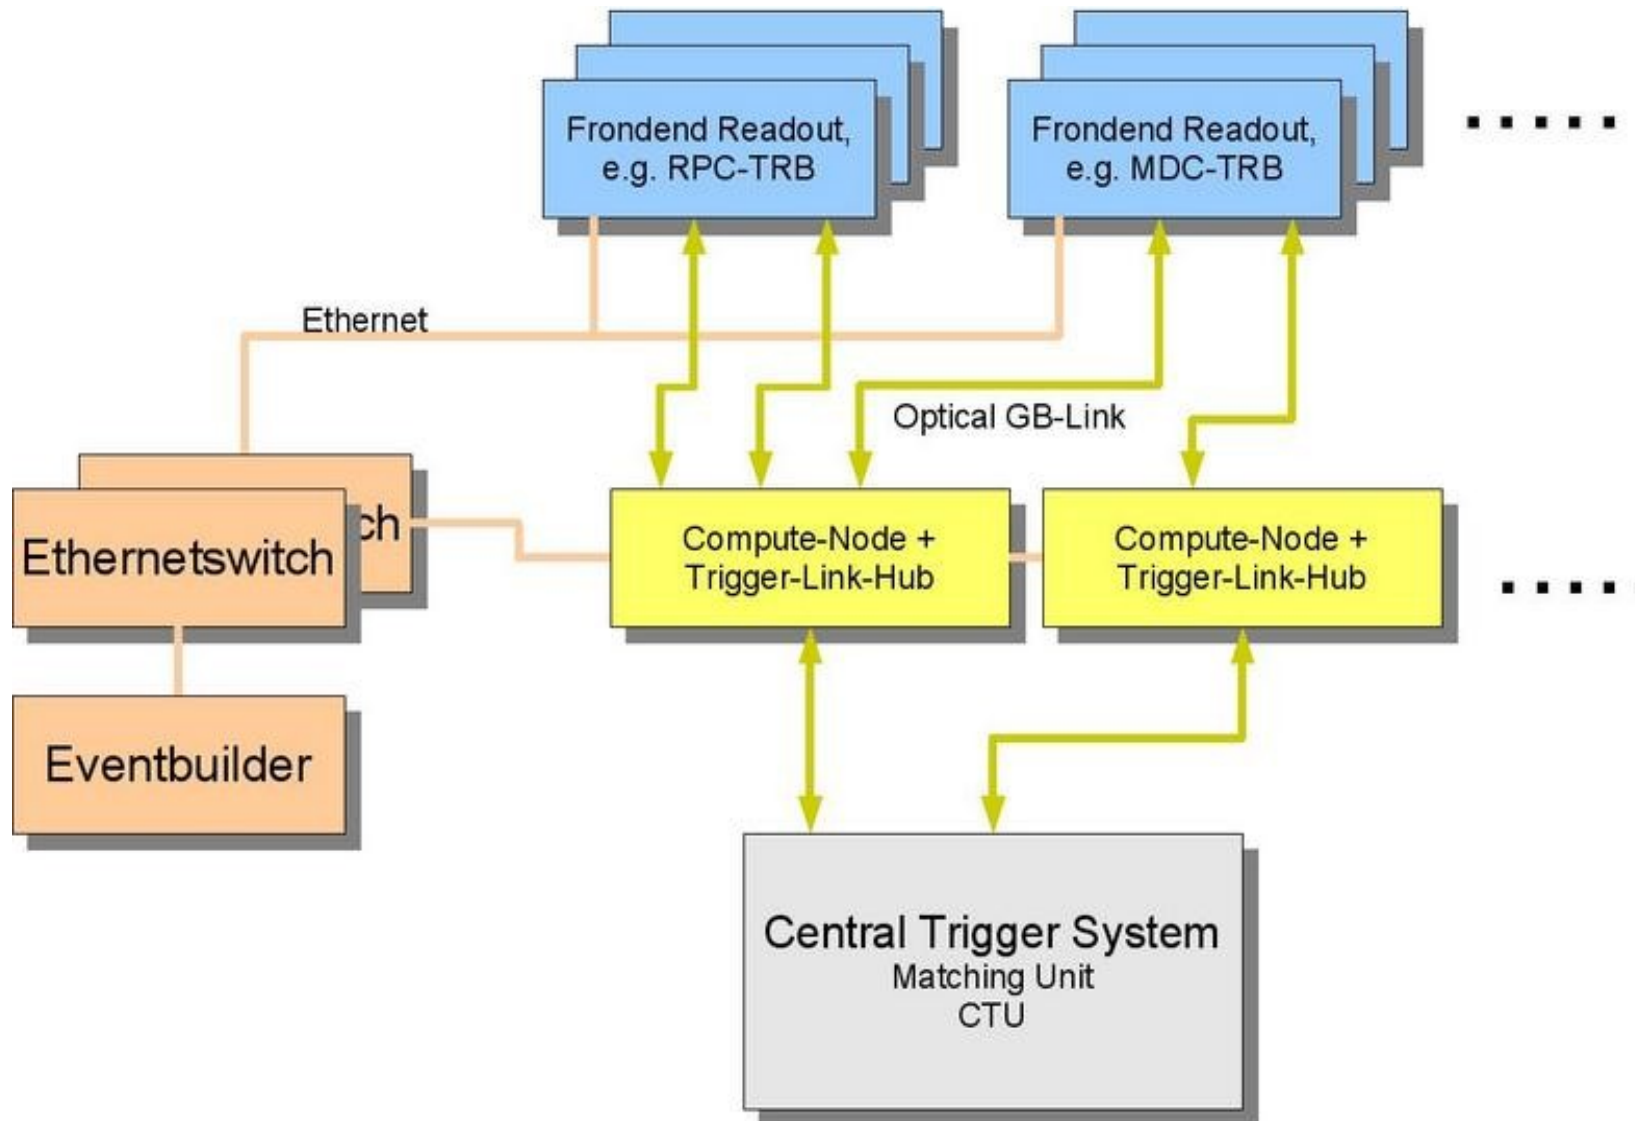 Frondend Readout,
e.g. RPC-TRB
Frondend Readout,
e.g. MDC-TRB
Ethernet
Optical GB-Link
ch
Ethernetswitch
Compute-Node +
Trigger-Link-Hub
Compute-Node +
Trigger-Link-Hub
Eventbuilder
Central Trigger System
Matching Unit
CTU